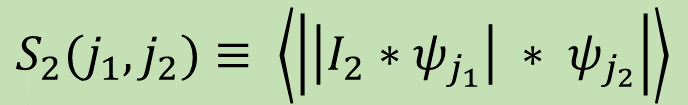 S₂(j₁, j₂) ≡ ⟨||I₂ * ψ_{j₁}| * ψ_{j₂}|⟩